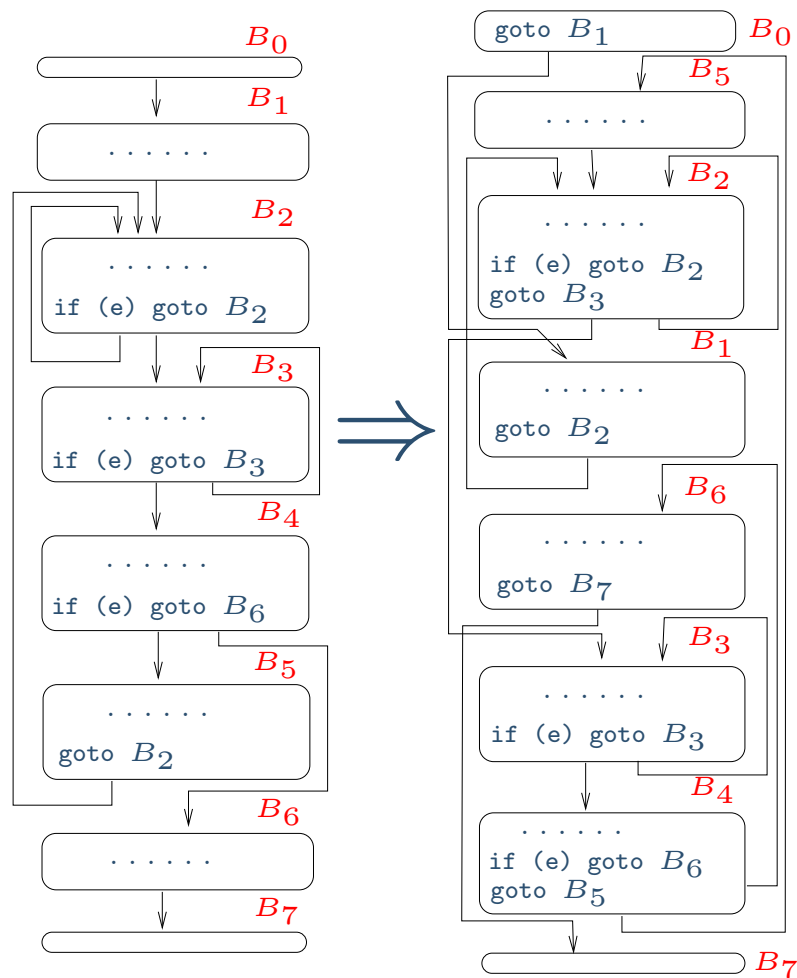 B₀
B₁
. . . . . .
B₂
. . . . . .
if (e) goto B₂
B₃
. . . . . .
if (e) goto B₃
B₄
. . . . . .
if (e) goto B₆
B₅
. . . . . .
goto B₂
B₆
. . . . . .
B₇
⇒
goto B₁
B₀
B₅
. . . . . .
B₂
. . . . . .
if (e) goto B₂
goto B₃
B₁
. . . . . .
goto B₂
B₆
. . . . . .
goto B₇
B₃
. . . . . .
if (e) goto B₃
B₄
. . . . . .
if (e) goto B₆
goto B₅
B₇